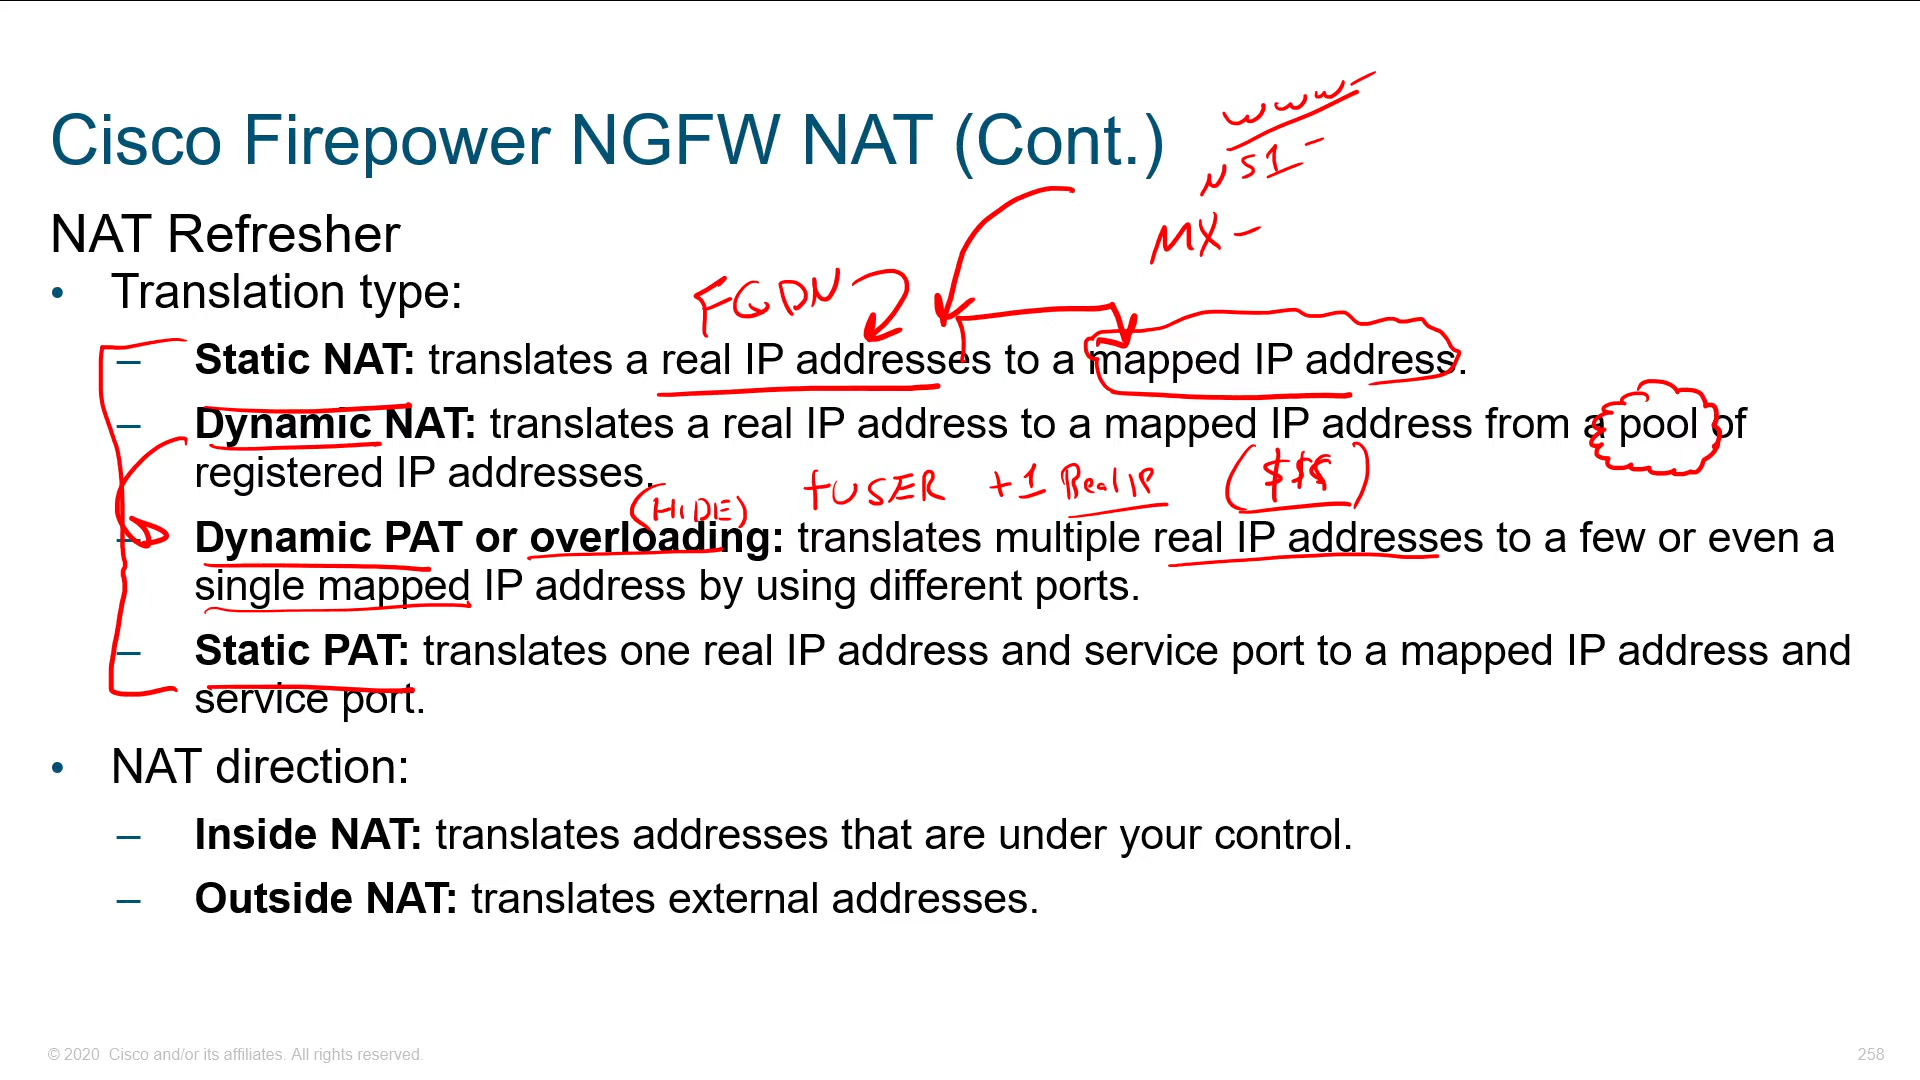 www-
Cisco Firepower NGFW NAT (Cont.)
NS1-
MX-
NAT Refresher
• Translation type:
FQDN
– Static NAT: translates a real IP addresses to a mapped IP address.
– Dynamic NAT: translates a real IP address to a mapped IP address from a pool of
registered IP addresses.
(HIDE) +USER +1 Real IP ($$$)
– Dynamic PAT or overloading: translates multiple real IP addresses to a few or even a
single mapped IP address by using different ports.
– Static PAT: translates one real IP address and service port to a mapped IP address and
service port.
• NAT direction:
– Inside NAT: translates addresses that are under your control.
– Outside NAT: translates external addresses.
© 2020 Cisco and/or its affiliates. All rights reserved.
258